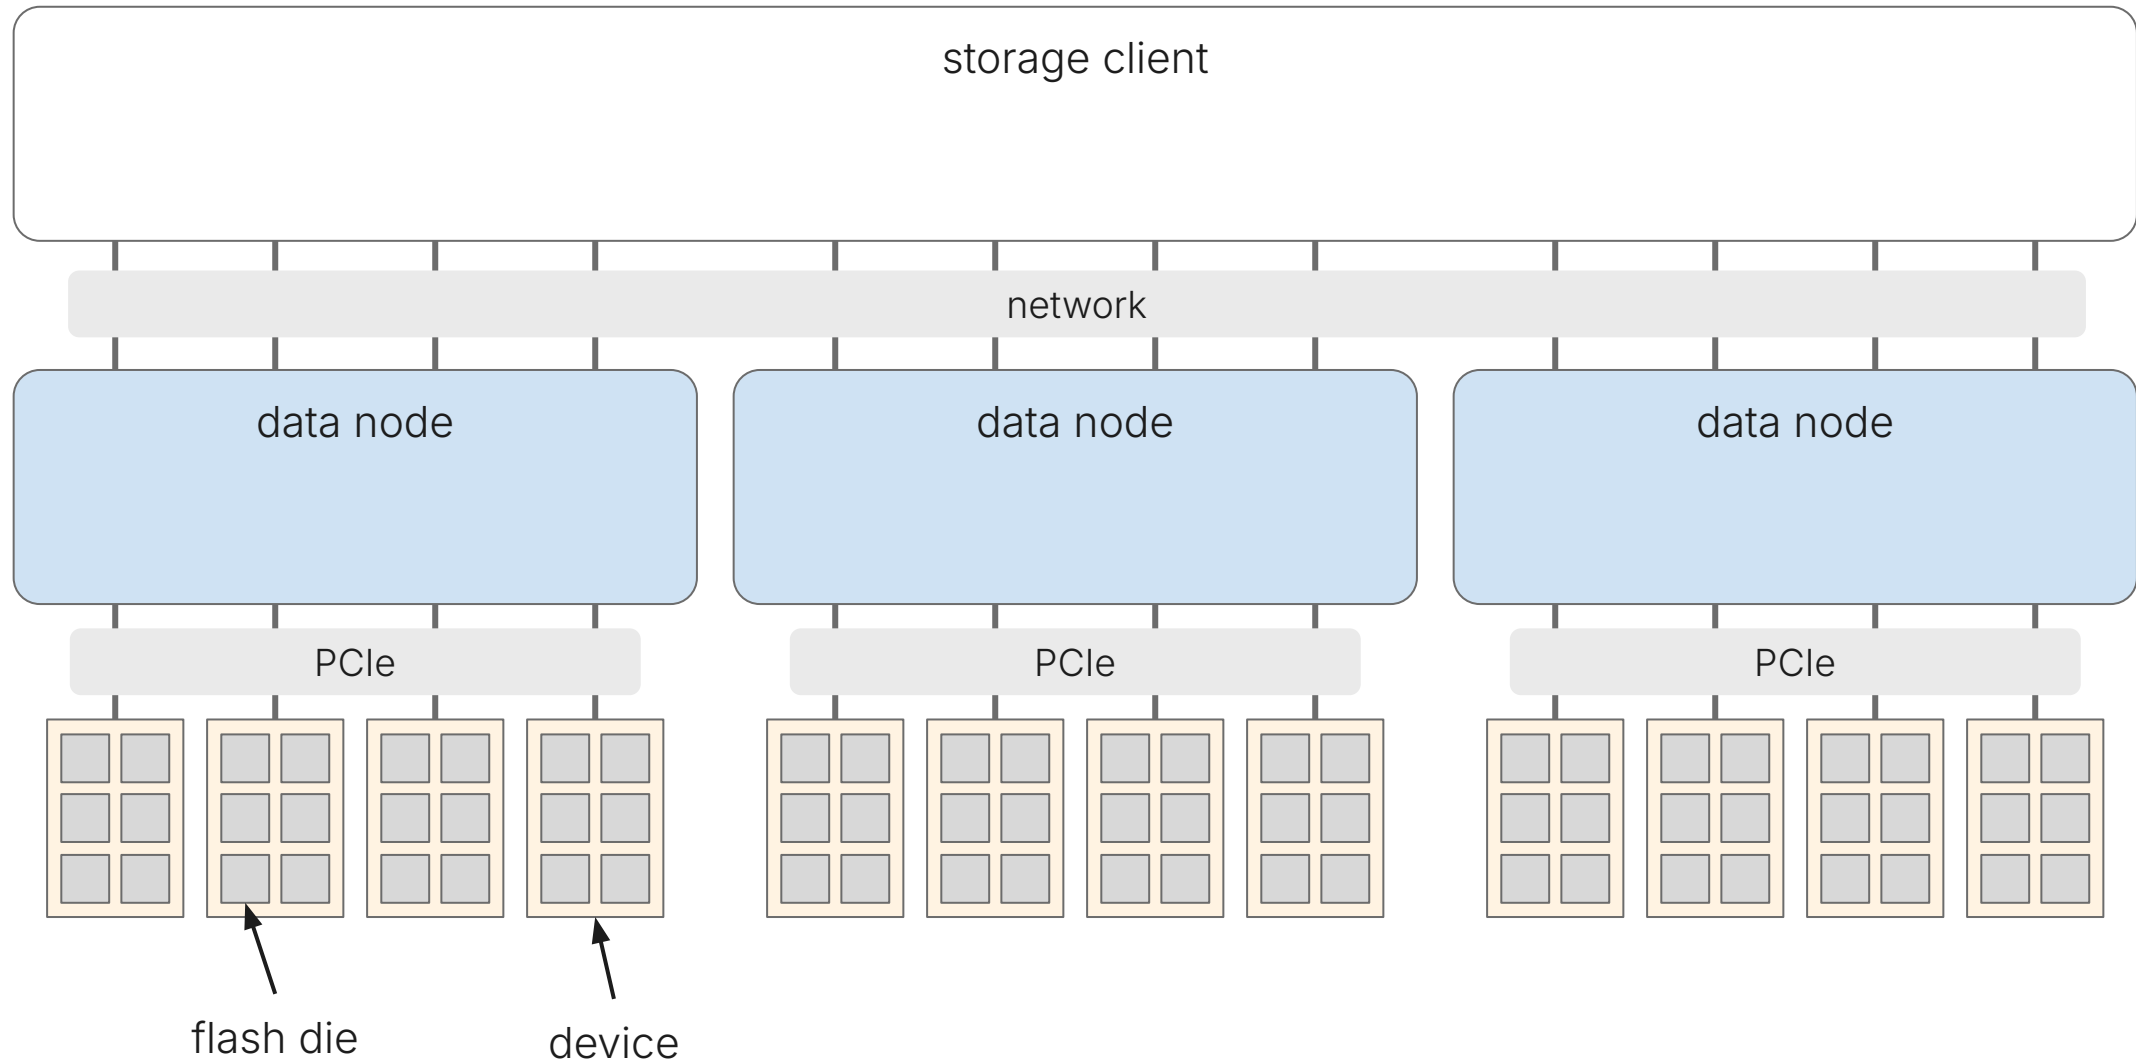 storage client
network
data node
data node
data node
PCIe
PCIe
PCIe
flash die
device